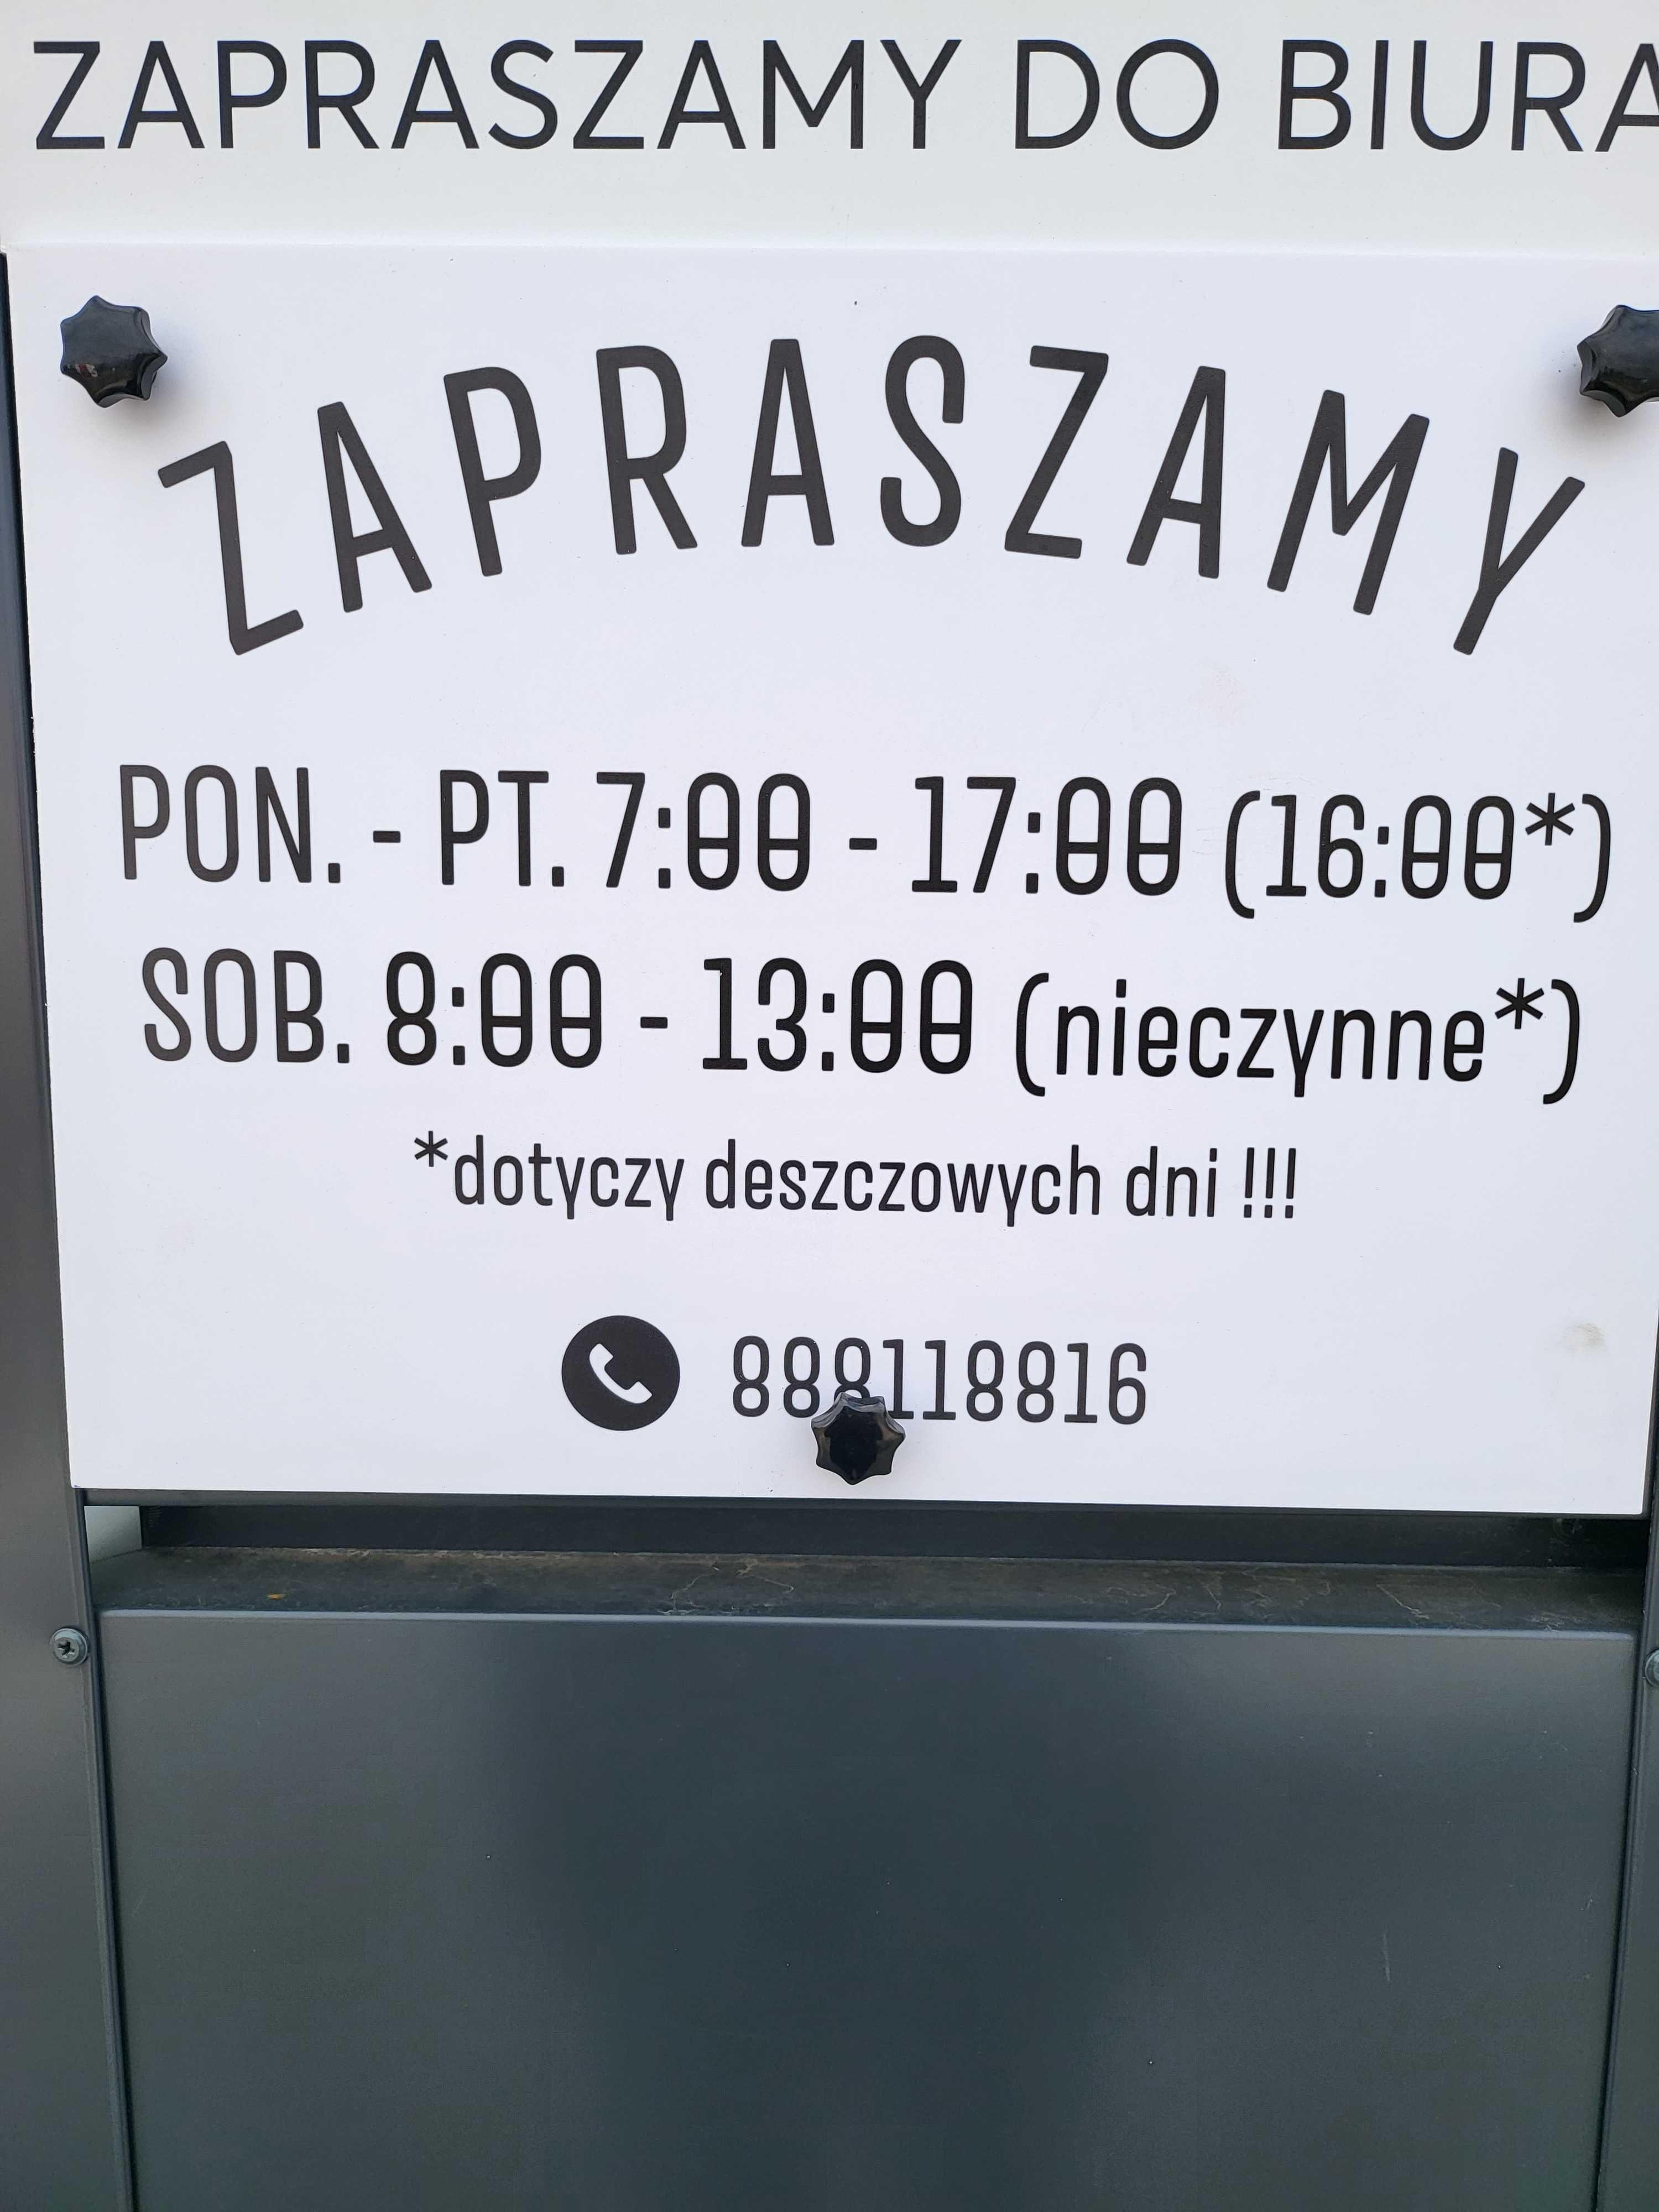 ZAPRASZAMY DO BIURA
ZAPRASZAMY
PON. - PT. 7:00 - 17:00 (16:00*)
SOB. 8:00 - 13:00 (nieczynne*)
*dotyczy deszczowych dni !!!
888118816